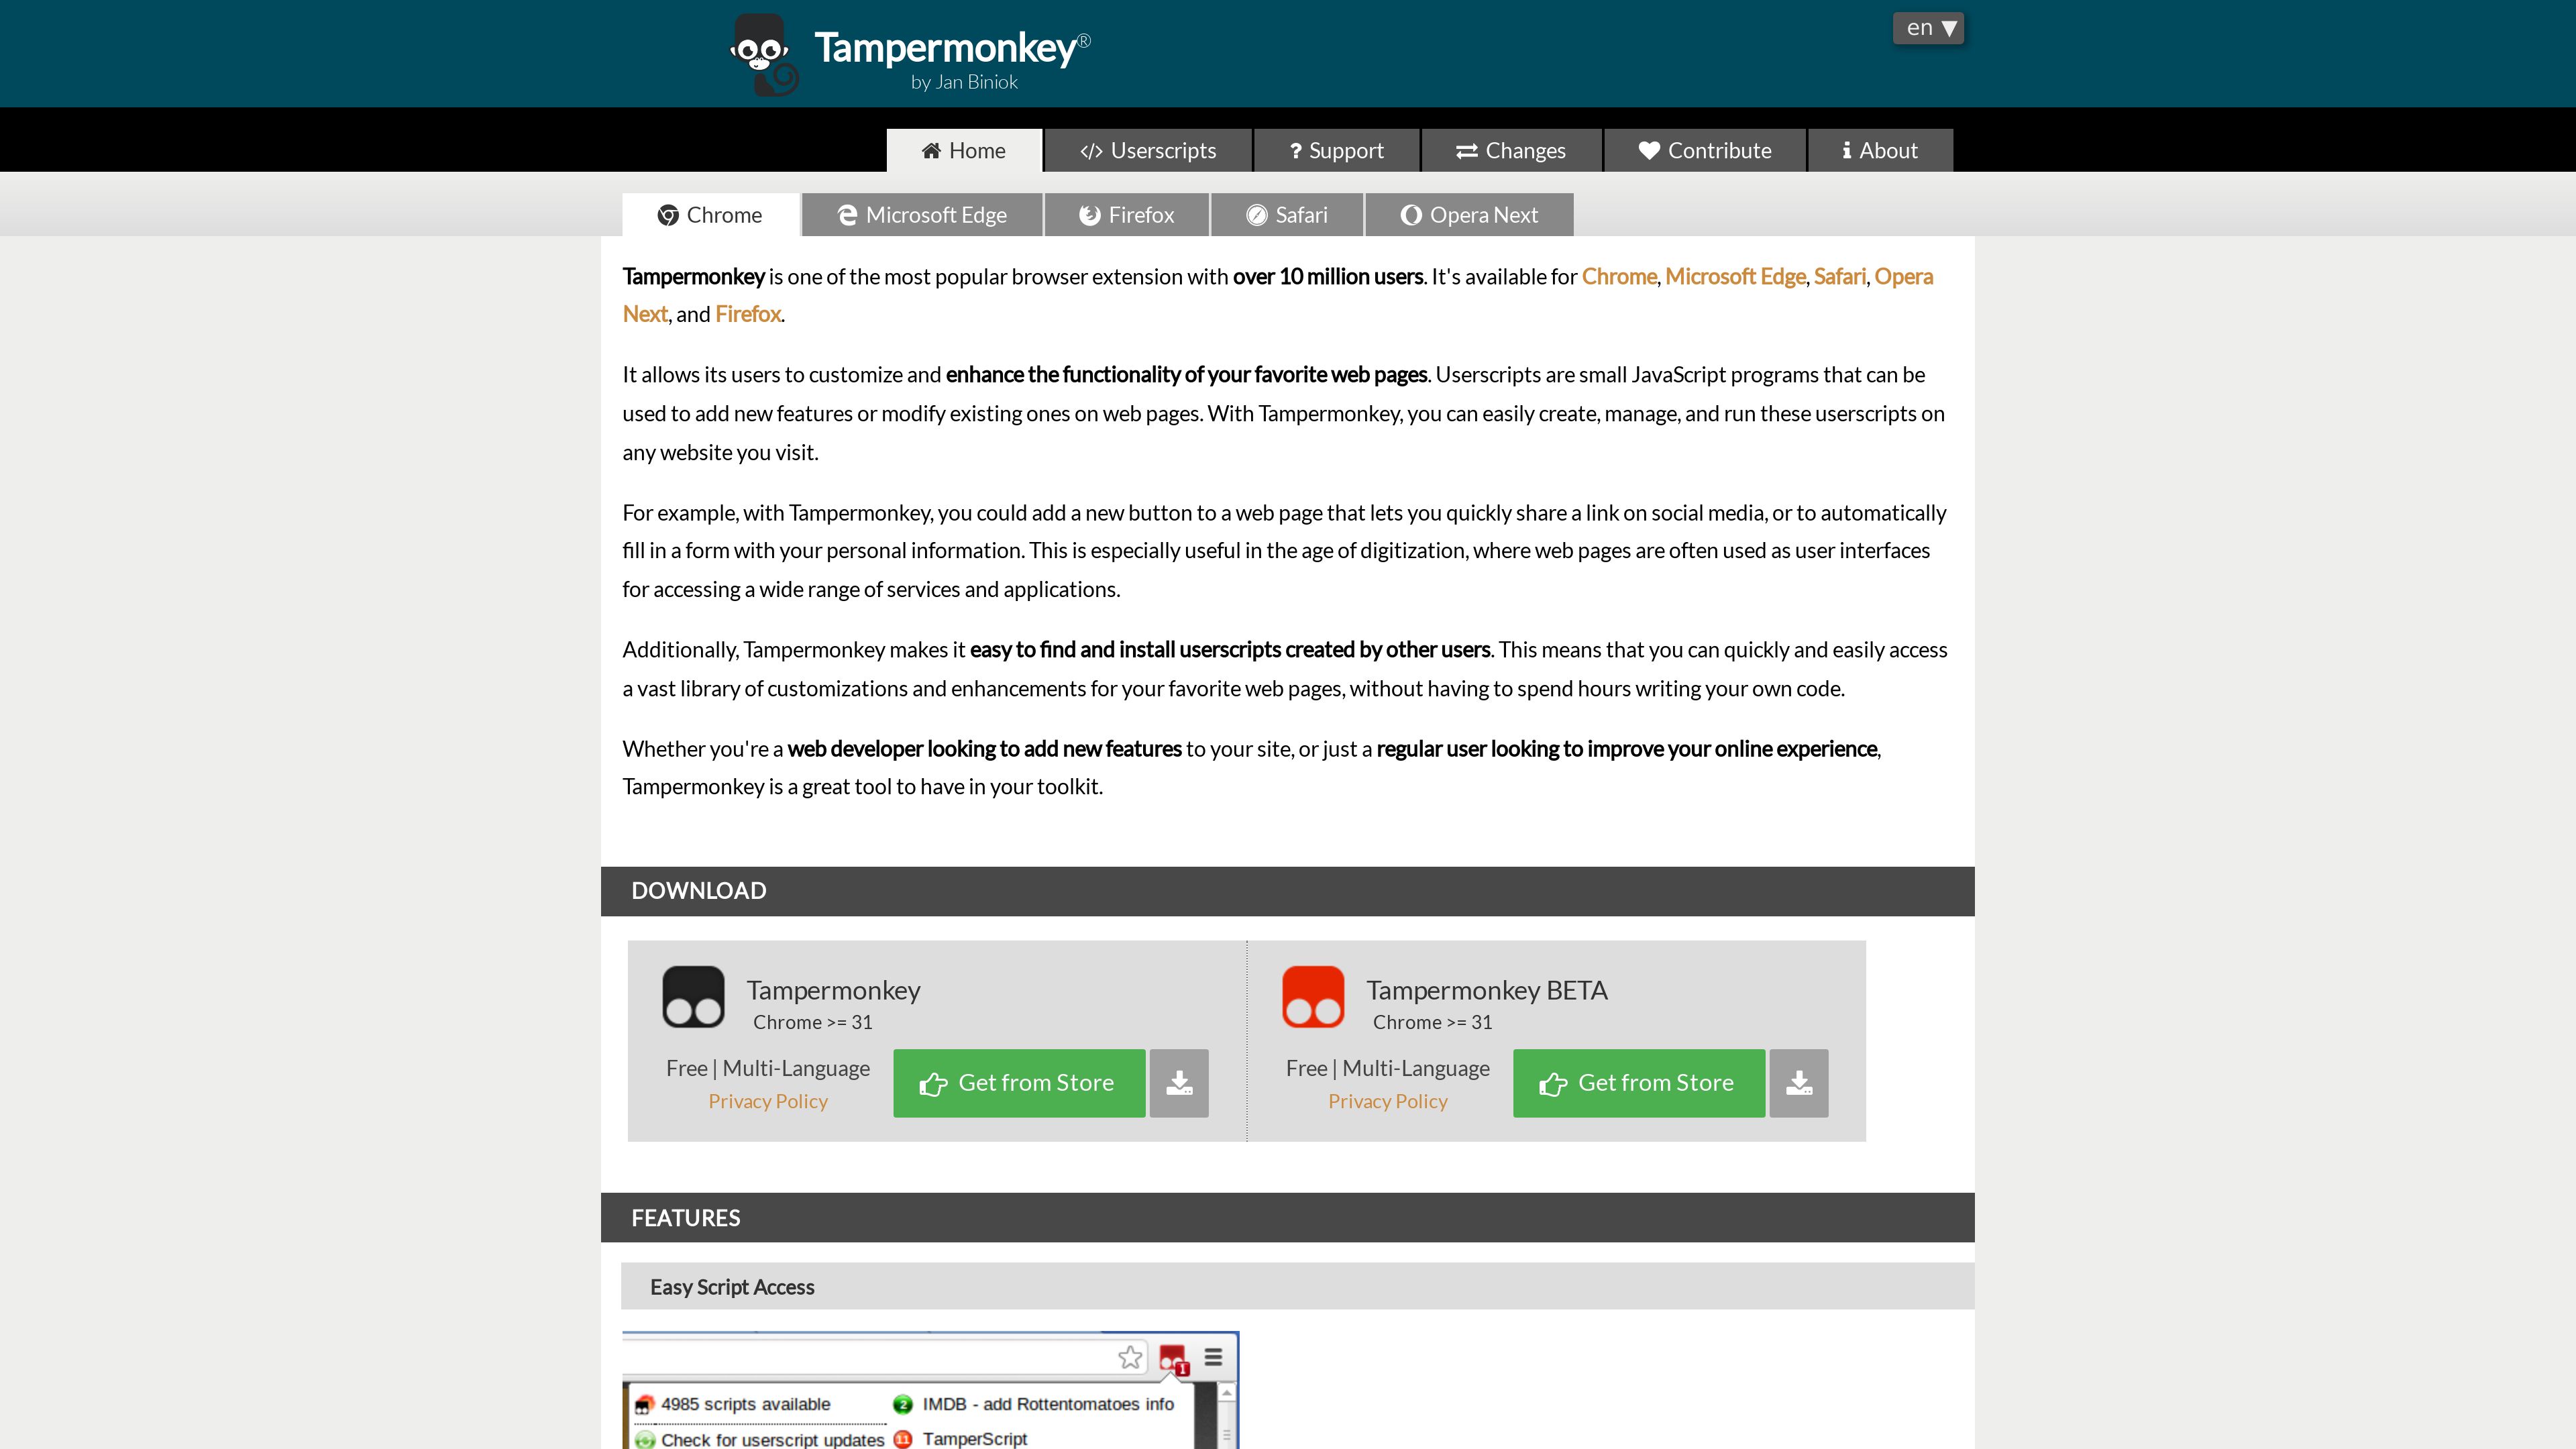 Tampermonkey®
by Jan Biniok
en ▼
Home
Userscripts
? Support
Changes
Contribute
About
Chrome
Microsoft Edge
Firefox
Safari
Opera Next
Tampermonkey is one of the most popular browser extension with over 10 million users. It's available for Chrome, Microsoft Edge, Safari, Opera
Next, and Firefox.
It allows its users to customize and enhance the functionality of your favorite web pages. Userscripts are small JavaScript programs that can be
used to add new features or modify existing ones on web pages. With Tampermonkey, you can easily create, manage, and run these userscripts on
any website you visit.
For example, with Tampermonkey, you could add a new button to a web page that lets you quickly share a link on social media, or to automatically
fill in a form with your personal information. This is especially useful in the age of digitization, where web pages are often used as user interfaces
for accessing a wide range of services and applications.
Additionally, Tampermonkey makes it easy to find and install userscripts created by other users. This means that you can quickly and easily access
a vast library of customizations and enhancements for your favorite web pages, without having to spend hours writing your own code.
Whether you're a web developer looking to add new features to your site, or just a regular user looking to improve your online experience,
Tampermonkey is a great tool to have in your toolkit.
DOWNLOAD
Tampermonkey
Chrome >= 31
Free | Multi-Language
Privacy Policy
Get from Store
Tampermonkey BETA
Chrome >= 31
Free | Multi-Language
Privacy Policy
Get from Store
FEATURES
Easy Script Access
1
4985 scripts available
2 IMDB - add Rottentomatoes info
Check for userscript updates
11 TamperScript